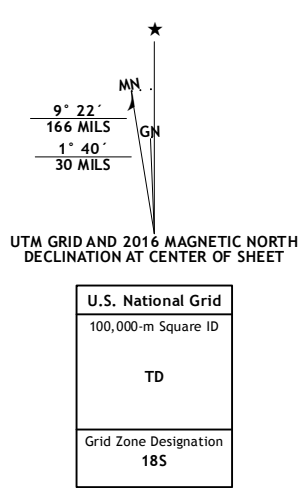 MN
9° 22´
166 MILS
GN
1° 40´
30 MILS
UTM GRID AND 2016 MAGNETIC NORTH
DECLINATION AT CENTER OF SHEET
U.S. National Grid
100,000-m Square ID
TD
Grid Zone Designation
18S